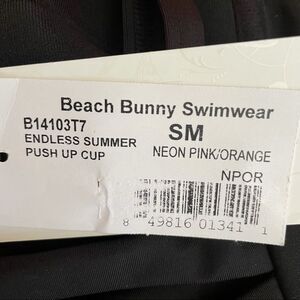 Beach Bunny Swimwear
B14103T7 SM
ENDLESS SUMMER
PUSH UP CUP NEON PINK/ORANGE
NPOR
8 49816 01341 1